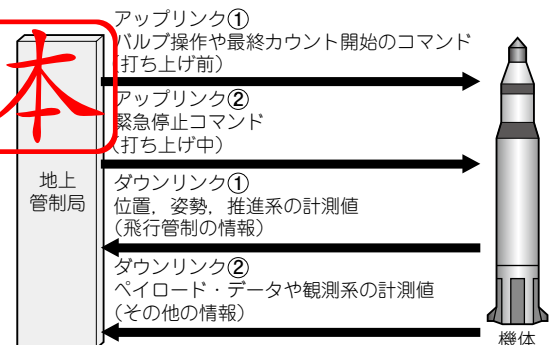 アップリンク①
バルブ操作や最終カウント開始のコマンド
(打ち上げ前)
本
アップリンク②
緊急停止コマンド
(打ち上げ中)
地上
管制局
ダウンリンク①
位置，姿勢，推進系の計測値
(飛行管制の情報)
ダウンリンク②
ペイロード・データや観測系の計測値
(その他の情報)
機体